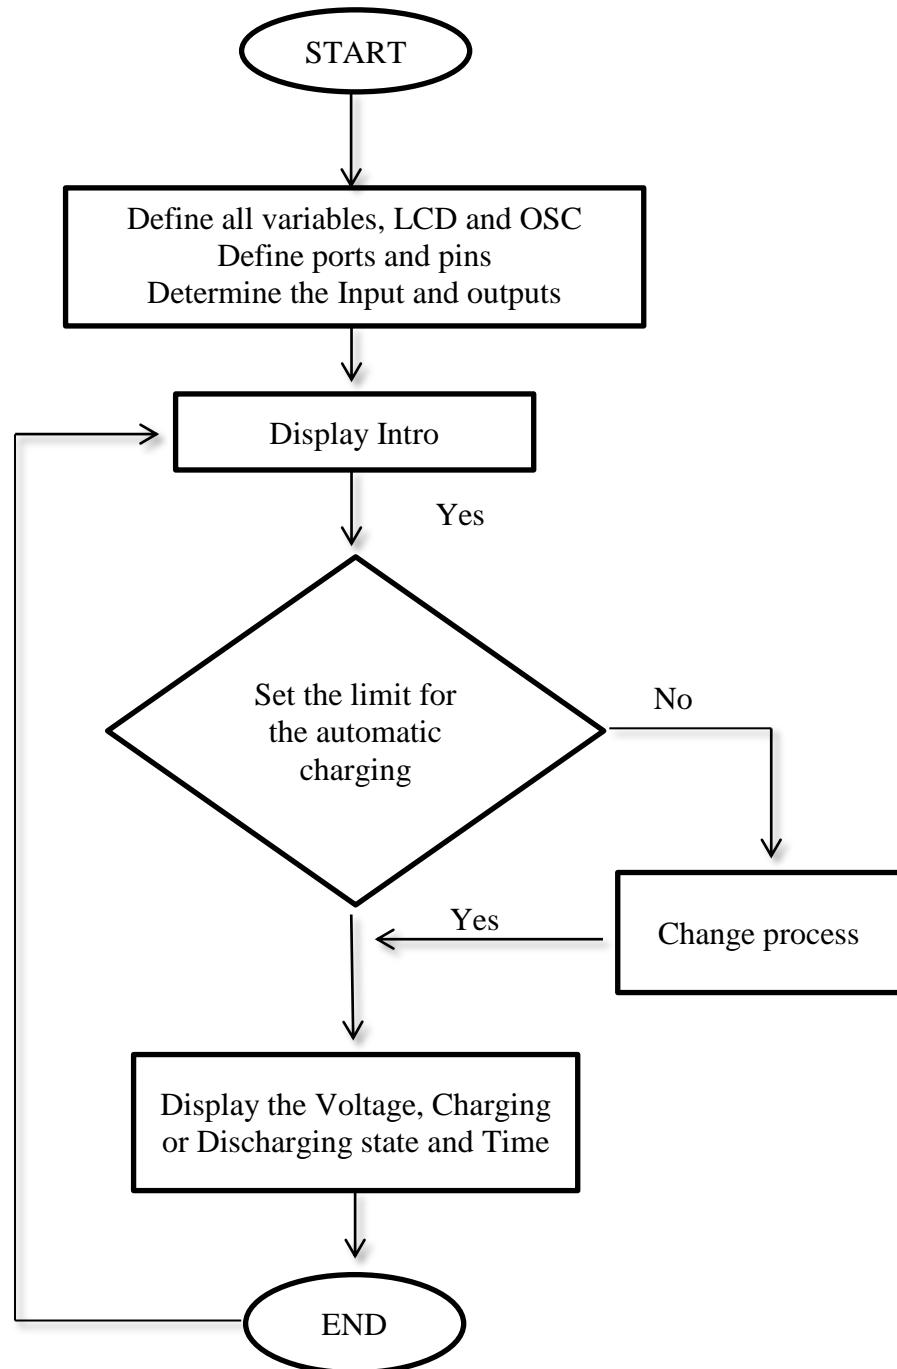 START
Define all variables, LCD and OSC
Define ports and pins
Determine the Input and outputs
Display Intro
Yes
Set the limit for
the automatic
charging
No
Yes
Change process
Display the Voltage, Charging
or Discharging state and Time
END